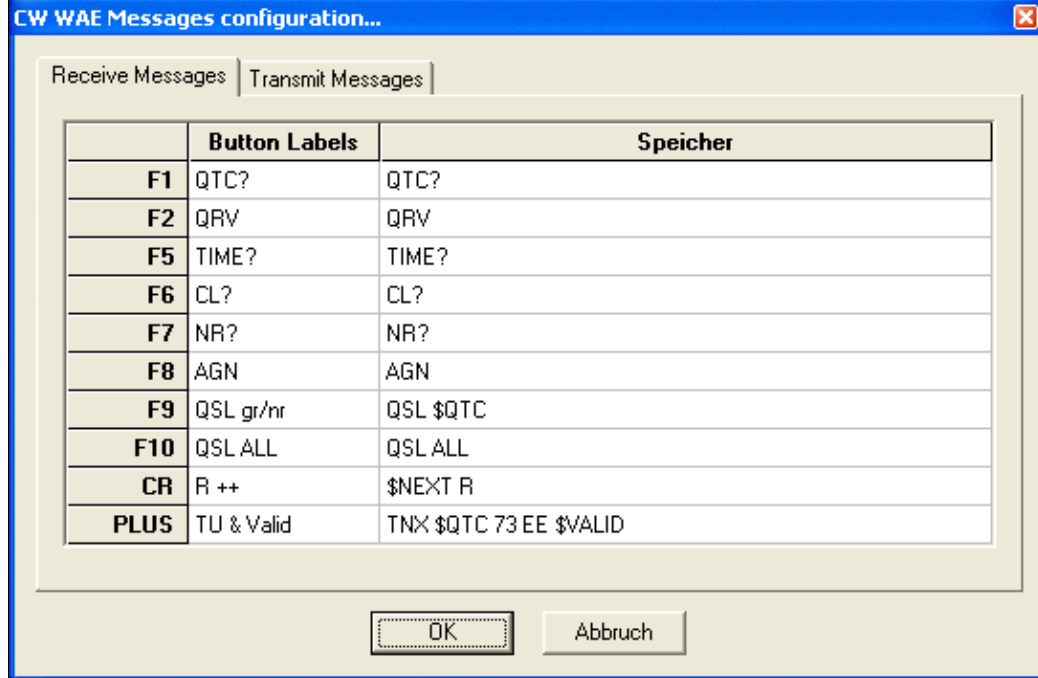 CW WAE Messages configuration...
Receive Messages Transmit Messages
Button Labels Speicher
F1 QTC? QTC?
F2 QRV QRV
F5 TIME? TIME?
F6 CL? CL?
F7 NR? NR?
F8 AGN AGN
F9 QSL gr/nr QSL $QTC
F10 QSL ALL QSL ALL
CR R ++ $NEXT R
PLUS TU & Valid TNX $QTC 73 EE $VALID
OK Abbruch